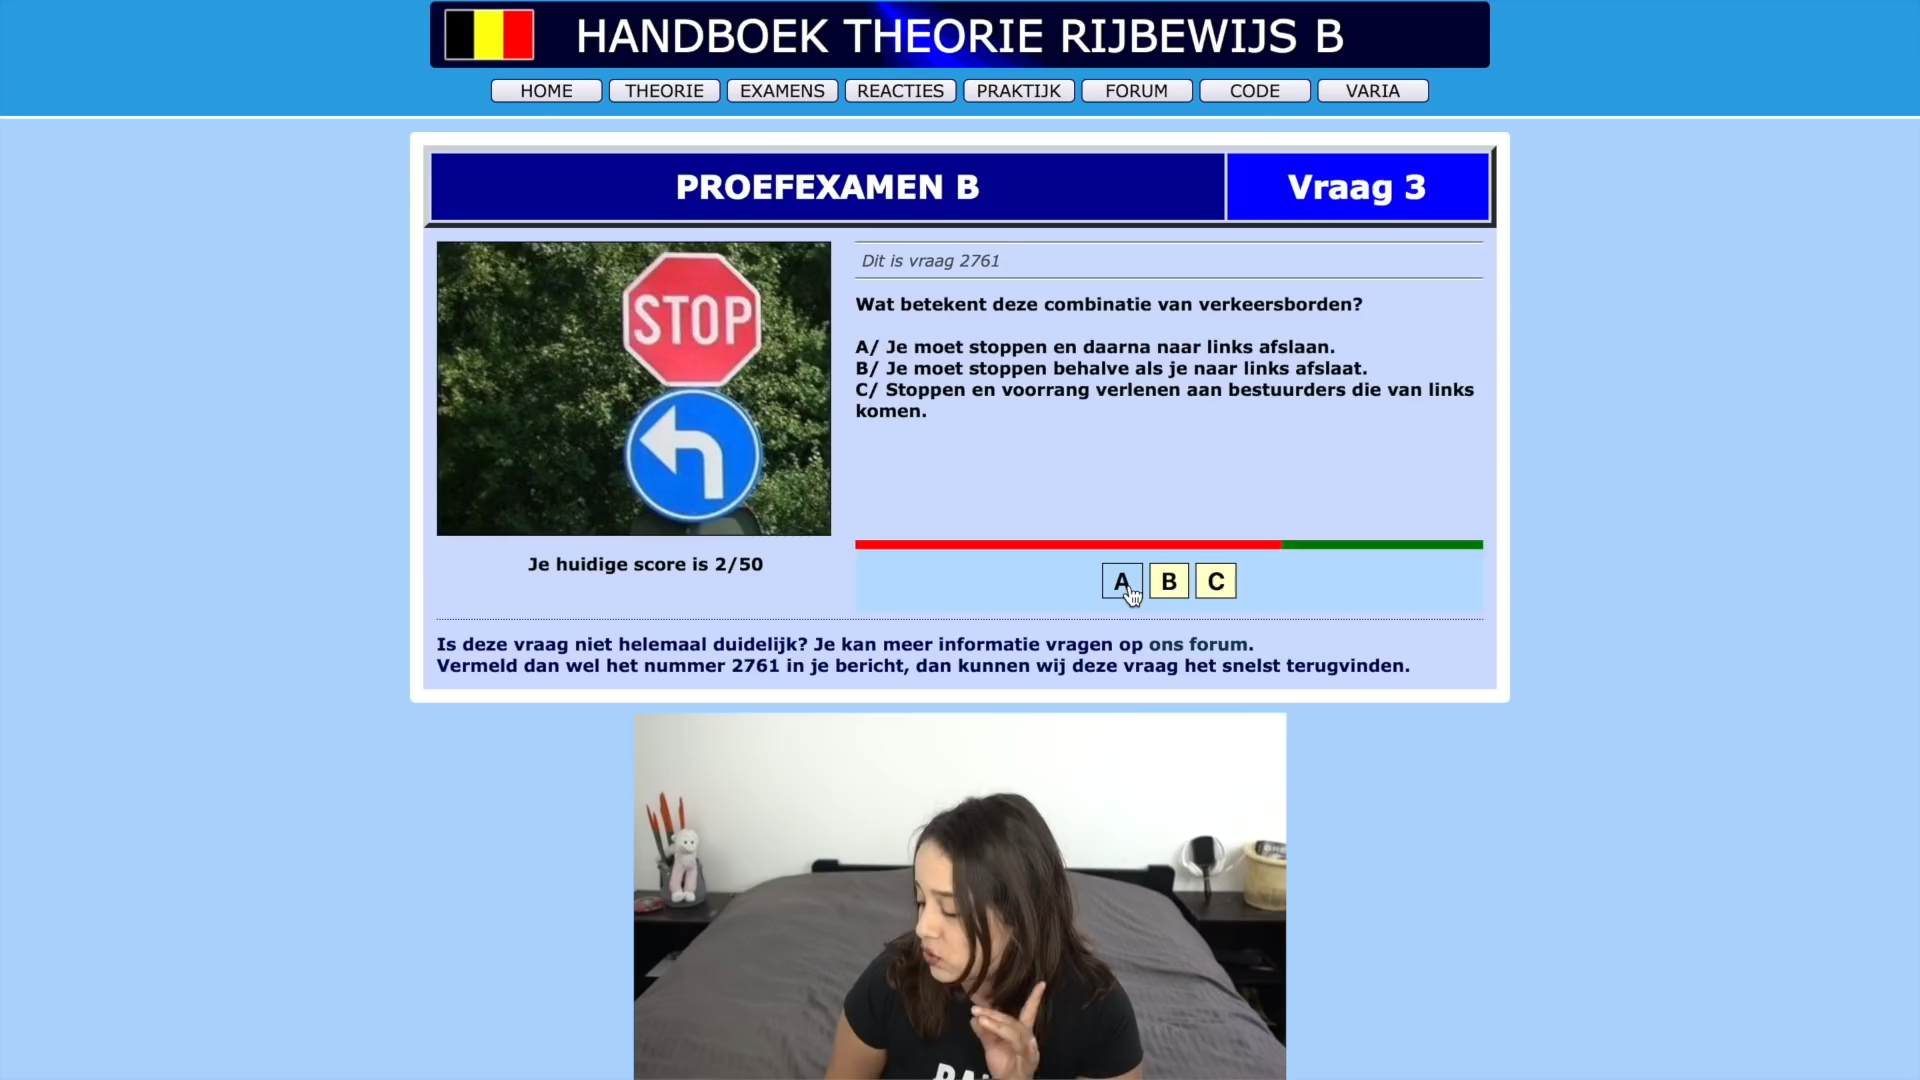 HANDBOEK THEORIE RIJBEWIJS B
HOME THEORIE EXAMENS REACTIES PRAKTIJK FORUM CODE VARIA
PROEFEXAMEN B
Vraag 3
STOP
Dit is vraag 2761
Wat betekent deze combinatie van verkeersborden?
A/ Je moet stoppen en daarna naar links afslaan.
B/ Je moet stoppen behalve als je naar links afslaat.
C/ Stoppen en voorrang verlenen aan bestuurders die van links
komen.
Je huidige score is 2/50
A B C
Is deze vraag niet helemaal duidelijk? Je kan meer informatie vragen op ons forum.
Vermeld dan wel het nummer 2761 in je bericht, dan kunnen wij deze vraag het snelst terugvinden.